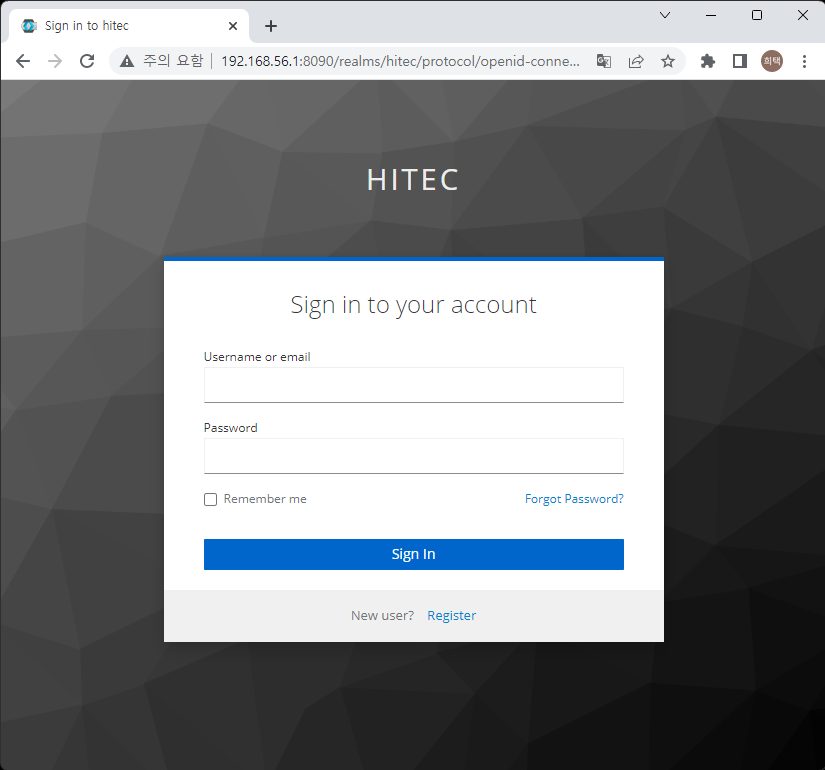 Sign in to hitec
주의 요함 192.168.56.1:8090/realms/hitec/protocol/openid-conne...
희택
HITEC
Sign in to your account
Username or email
Password
Remember me Forgot Password?
Sign In
New user? Register